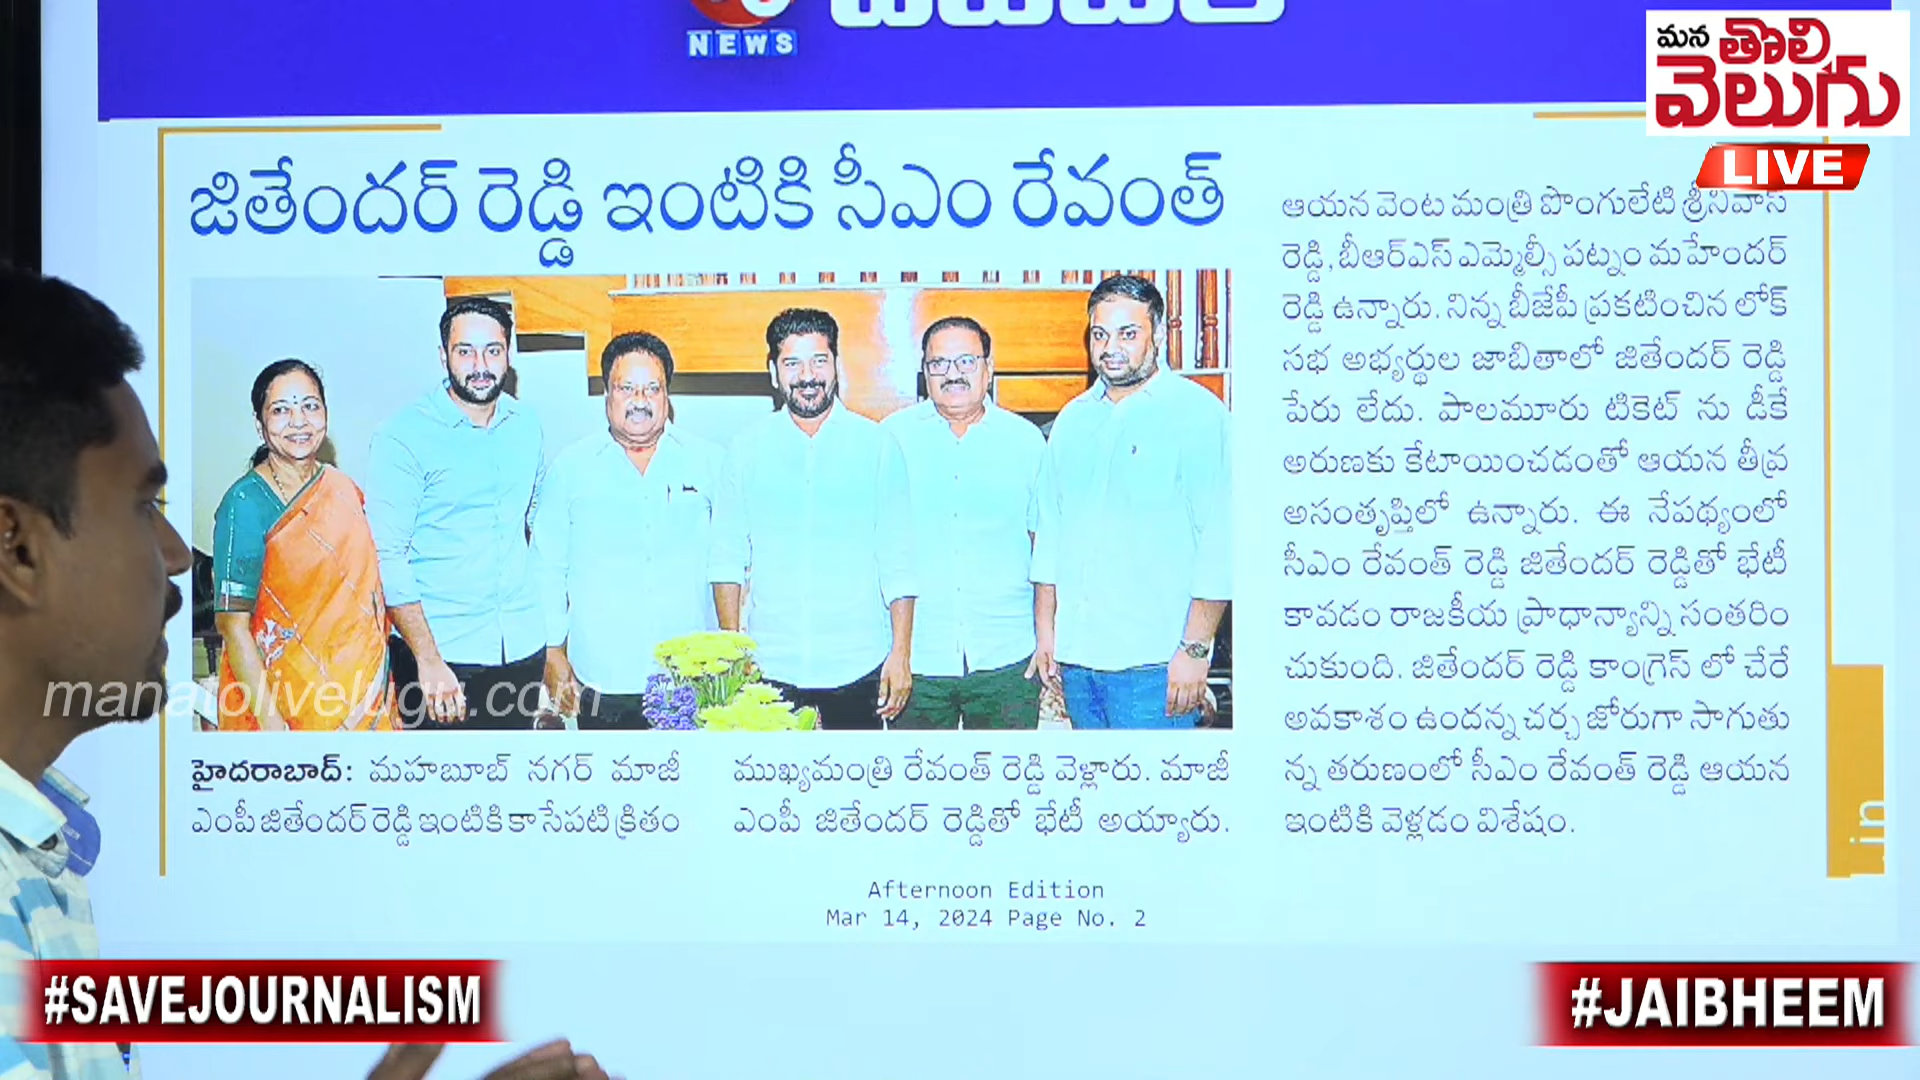 NEWS
మన
తొలి
వెలుగు
LIVE
జితేందర్ రెడ్డి ఇంటికి సీఎం రేవంత్
హైదరాబాద్: మహబూబ్ నగర్ మాజీ
ఎంపీ జితేందర్ రెడ్డి ఇంటికి కాసేపటి క్రితం
ముఖ్యమంత్రి రేవంత్ రెడ్డి వెళ్లారు. మాజీ
ఎంపీ జితేందర్ రెడ్డితో భేటీ అయ్యారు.
ఆయన వెంట మంత్రి పొంగులేటి శ్రీనివాస్
రెడ్డి, బీఆర్ఎస్ ఎమ్మెల్సీ పట్నం మహేందర్
రెడ్డి ఉన్నారు. నిన్న బీజేపీ ప్రకటించిన లోక్
సభ అభ్యర్థుల జాబితాలో జితేందర్ రెడ్డి
పేరు లేదు. పాలమూరు టికెట్ ను డీకే
అరుణకు కేటాయించడంతో ఆయన తీవ్ర
అసంతృప్తిలో ఉన్నారు. ఈ నేపథ్యంలో
సీఎం రేవంత్ రెడ్డి జితేందర్ రెడ్డితో భేటీ
కావడం రాజకీయ ప్రాధాన్యాన్ని సంతరిం
చుకుంది. జితేందర్ రెడ్డి కాంగ్రెస్ లో చేరే
అవకాశం ఉందన్న చర్చ జోరుగా సాగుతు
న్న తరుణంలో సీఎం రేవంత్ రెడ్డి ఆయన
ఇంటికి వెళ్లడం విశేషం.
manatolivelugu.com
.in
Afternoon Edition
Mar 14, 2024 Page No. 2
#SAVEJOURNALISM
#JAIBHEEM